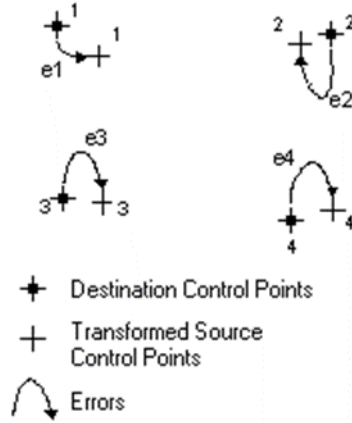 1
1
e1
2
2
e2
e3
3
3
e4
4
4
Destination Control Points
Transformed Source
Control Points
Errors